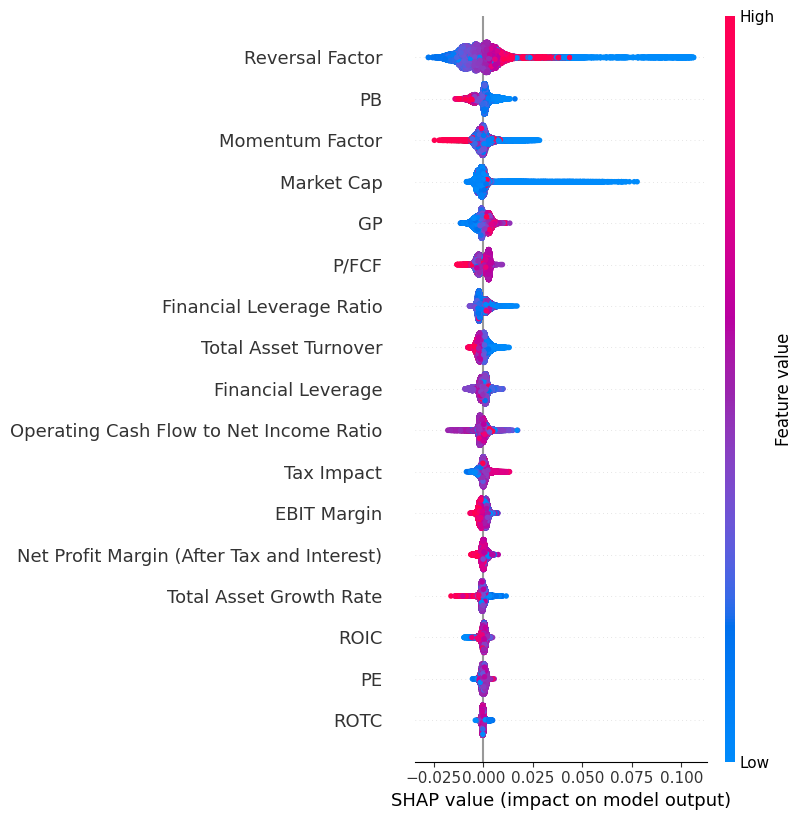 High
Reversal Factor
PB
Momentum Factor
Market Cap
GP
P/FCF
Financial Leverage Ratio
Total Asset Turnover
Financial Leverage
Operating Cash Flow to Net Income Ratio
Tax Impact
EBIT Margin
Net Profit Margin (After Tax and Interest)
Total Asset Growth Rate
ROIC
PE
ROTC
Feature value
Low
−0.025 0.000 0.025 0.050 0.075 0.100
SHAP value (impact on model output)